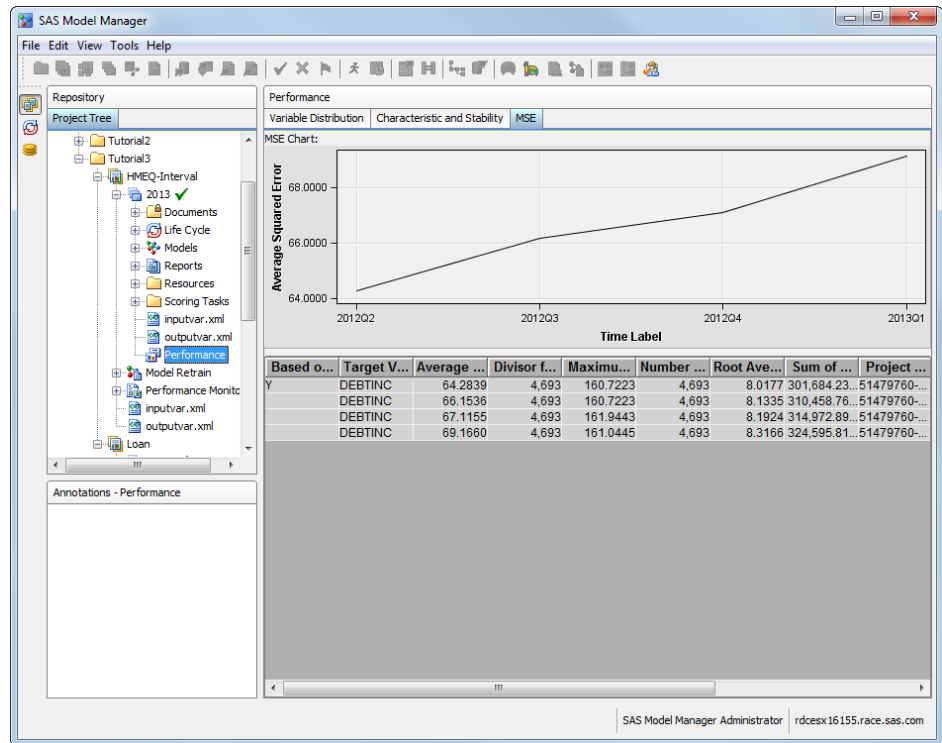 SAS Model Manager
File Edit View Tools Help
Repository
Project Tree
Tutorial2
Tutorial3
HMEQ-Interval
2013
Documents
Life Cycle
Models
Reports
Resources
Scoring Tasks
inputvar.xml
outputvar.xml
Performance
Model Retrain
Performance Monitc
inputvar.xml
outputvar.xml
Loan
Annotations - Performance
Performance
Variable Distribution Characteristic and Stability MSE
MSE Chart:
Average Squared Error
68.0000
66.0000
64.0000
2012Q2 2012Q3 2012Q4 2013Q1
Time Label
Based o... Target V... Average ... Divisor f... Maximu... Number ... Root Ave... Sum of ... Project ...
Y DEBTINC 64.2839 4,693 160.7223 4,693 8.0177 301,684.23... 51479760-...
DEBTINC 66.1536 4,693 160.7223 4,693 8.1335 310,458.76... 51479760-...
DEBTINC 67.1155 4,693 161.9443 4,693 8.1924 314,972.89... 51479760-...
DEBTINC 69.1660 4,693 161.0445 4,693 8.3166 324,595.81... 51479760-...
SAS Model Manager Administrator rdcesx16155.race.sas.com